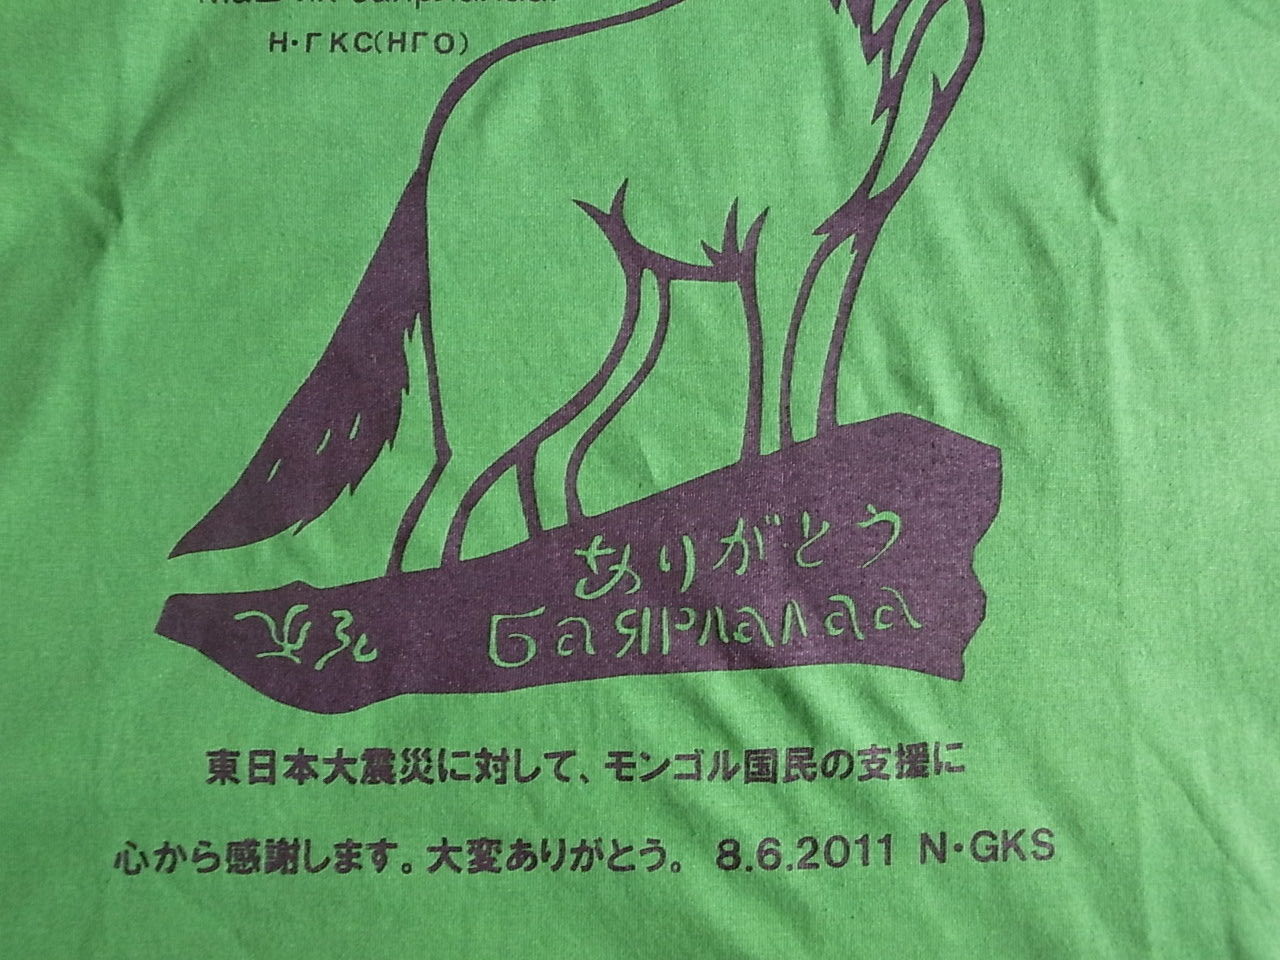 Н·ГКС(НГО)
ありがとう
Баярлалаа
東日本大震災に対して、モンゴル国民の支援に
心から感謝します。大変ありがとう。 8.6.2011 N·GKS